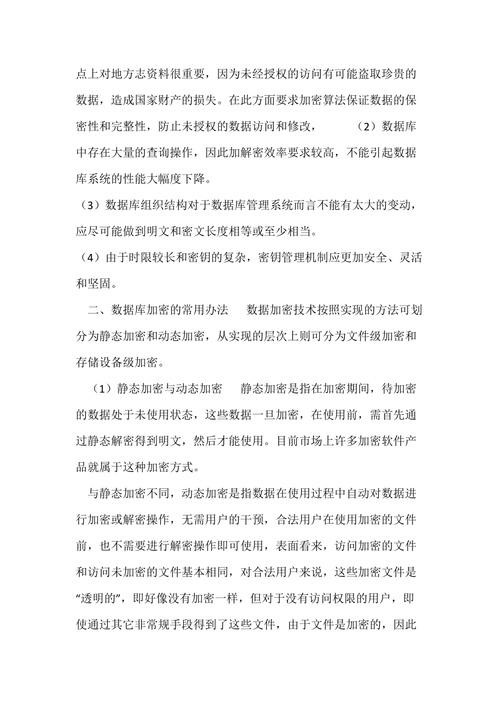 点上对地方志资料很重要，因为未经授权的访问有可能盗取珍贵的
数据，造成国家财产的损失。在此方面要求加密算法保证数据的保
密性和完整性，防止未授权的数据访问和修改，　　（2）数据库
中存在大量的查询操作，因此加解密效率要求较高，不能引起数据
库系统的性能大幅度下降。
（3）数据库组织结构对于数据库管理系统而言不能有太大的变动，
应尽可能做到明文和密文长度相等或至少相当。
（4）由于时限较长和密钥的复杂，密钥管理机制应更加安全、灵活
和坚固。
二、数据库加密的常用办法　　数据加密技术按照实现的方法可划
分为静态加密和动态加密，从实现的层次上则可分为文件级加密和
存储设备级加密。
（1）静态加密与动态加密　　静态加密是指在加密期间，待加密
的数据处于未使用状态，这些数据一旦加密，在使用前，需首先通
过静态解密得到明文，然后才能使用。目前市场上许多加密软件产
品就属于这种加密方式。
与静态加密不同，动态加密是指数据在使用过程中自动对数据进
行加密或解密操作，无需用户的干预，合法用户在使用加密的文件
前，也不需要进行解密操作即可使用，表面看来，访问加密的文件
和访问未加密的文件基本相同，对合法用户来说，这些加密文件是
“透明的”，即好像没有加密一样，但对于没有访问权限的用户，即
使通过其它非常规手段得到了这些文件，由于文件是加密的，因此